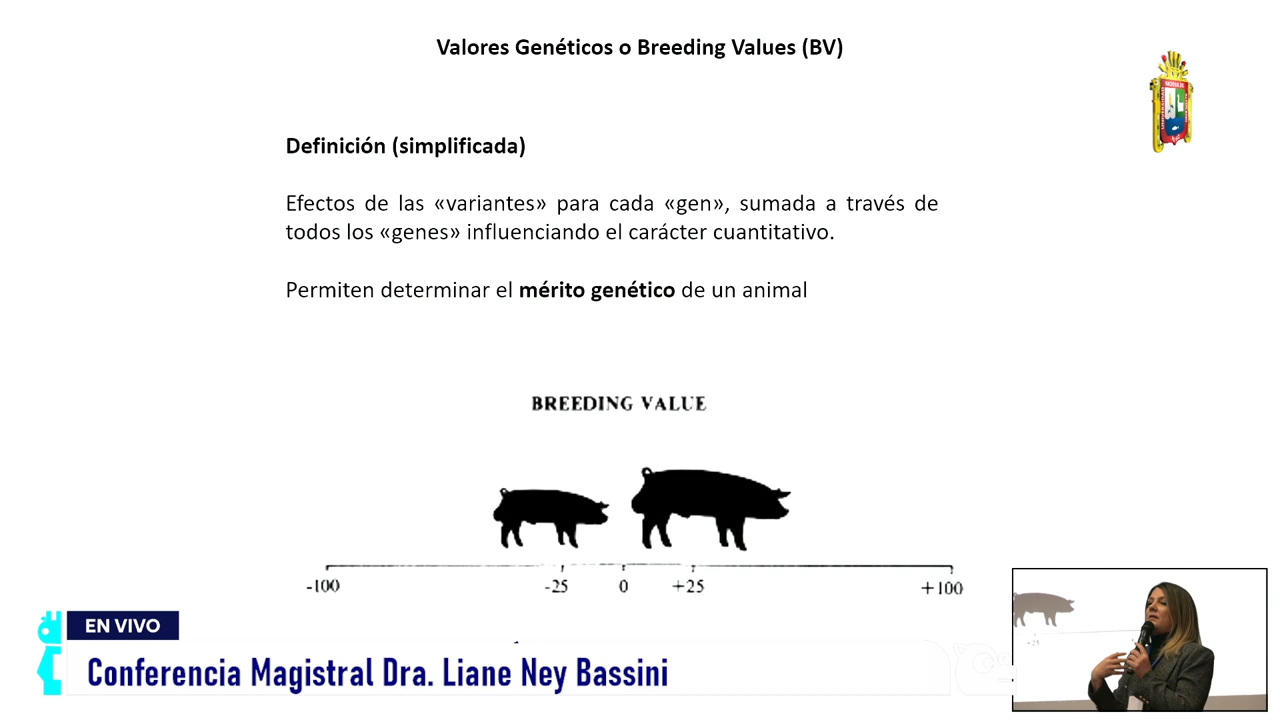 Valores Genéticos o Breeding Values (BV)
Definición (simplificada)
Efectos de las «variantes» para cada «gen», sumada a través de
todos los «genes» influenciando el carácter cuantitativo.
Permiten determinar el mérito genético de un animal
BREEDING VALUE
-100 -25 0 +25 +100
EN VIVO
Conferencia Magistral Dra. Liane Ney Bassini